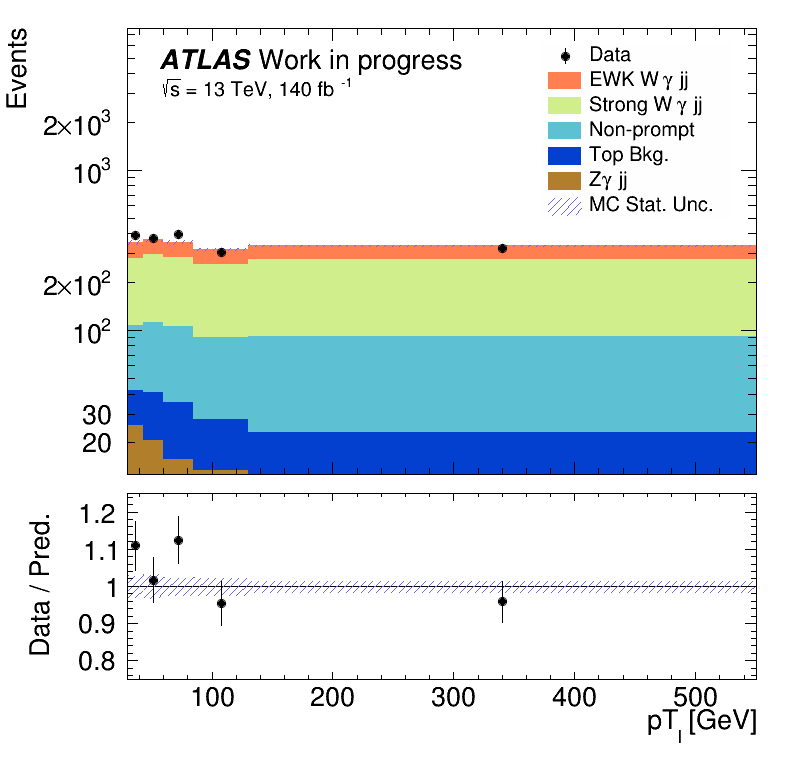 Events
ATLAS Work in progress
√s = 13 TeV, 140 fb⁻¹
Data
EWK W γ jj
Strong W γ jj
Non-prompt
Top Bkg.
Zγ jj
MC Stat. Unc.
2×10³
10³
2×10²
10²
30
20
Data / Pred.
1.2
1.1
1
0.9
0.8
100 200 300 400 500
pT_l [GeV]